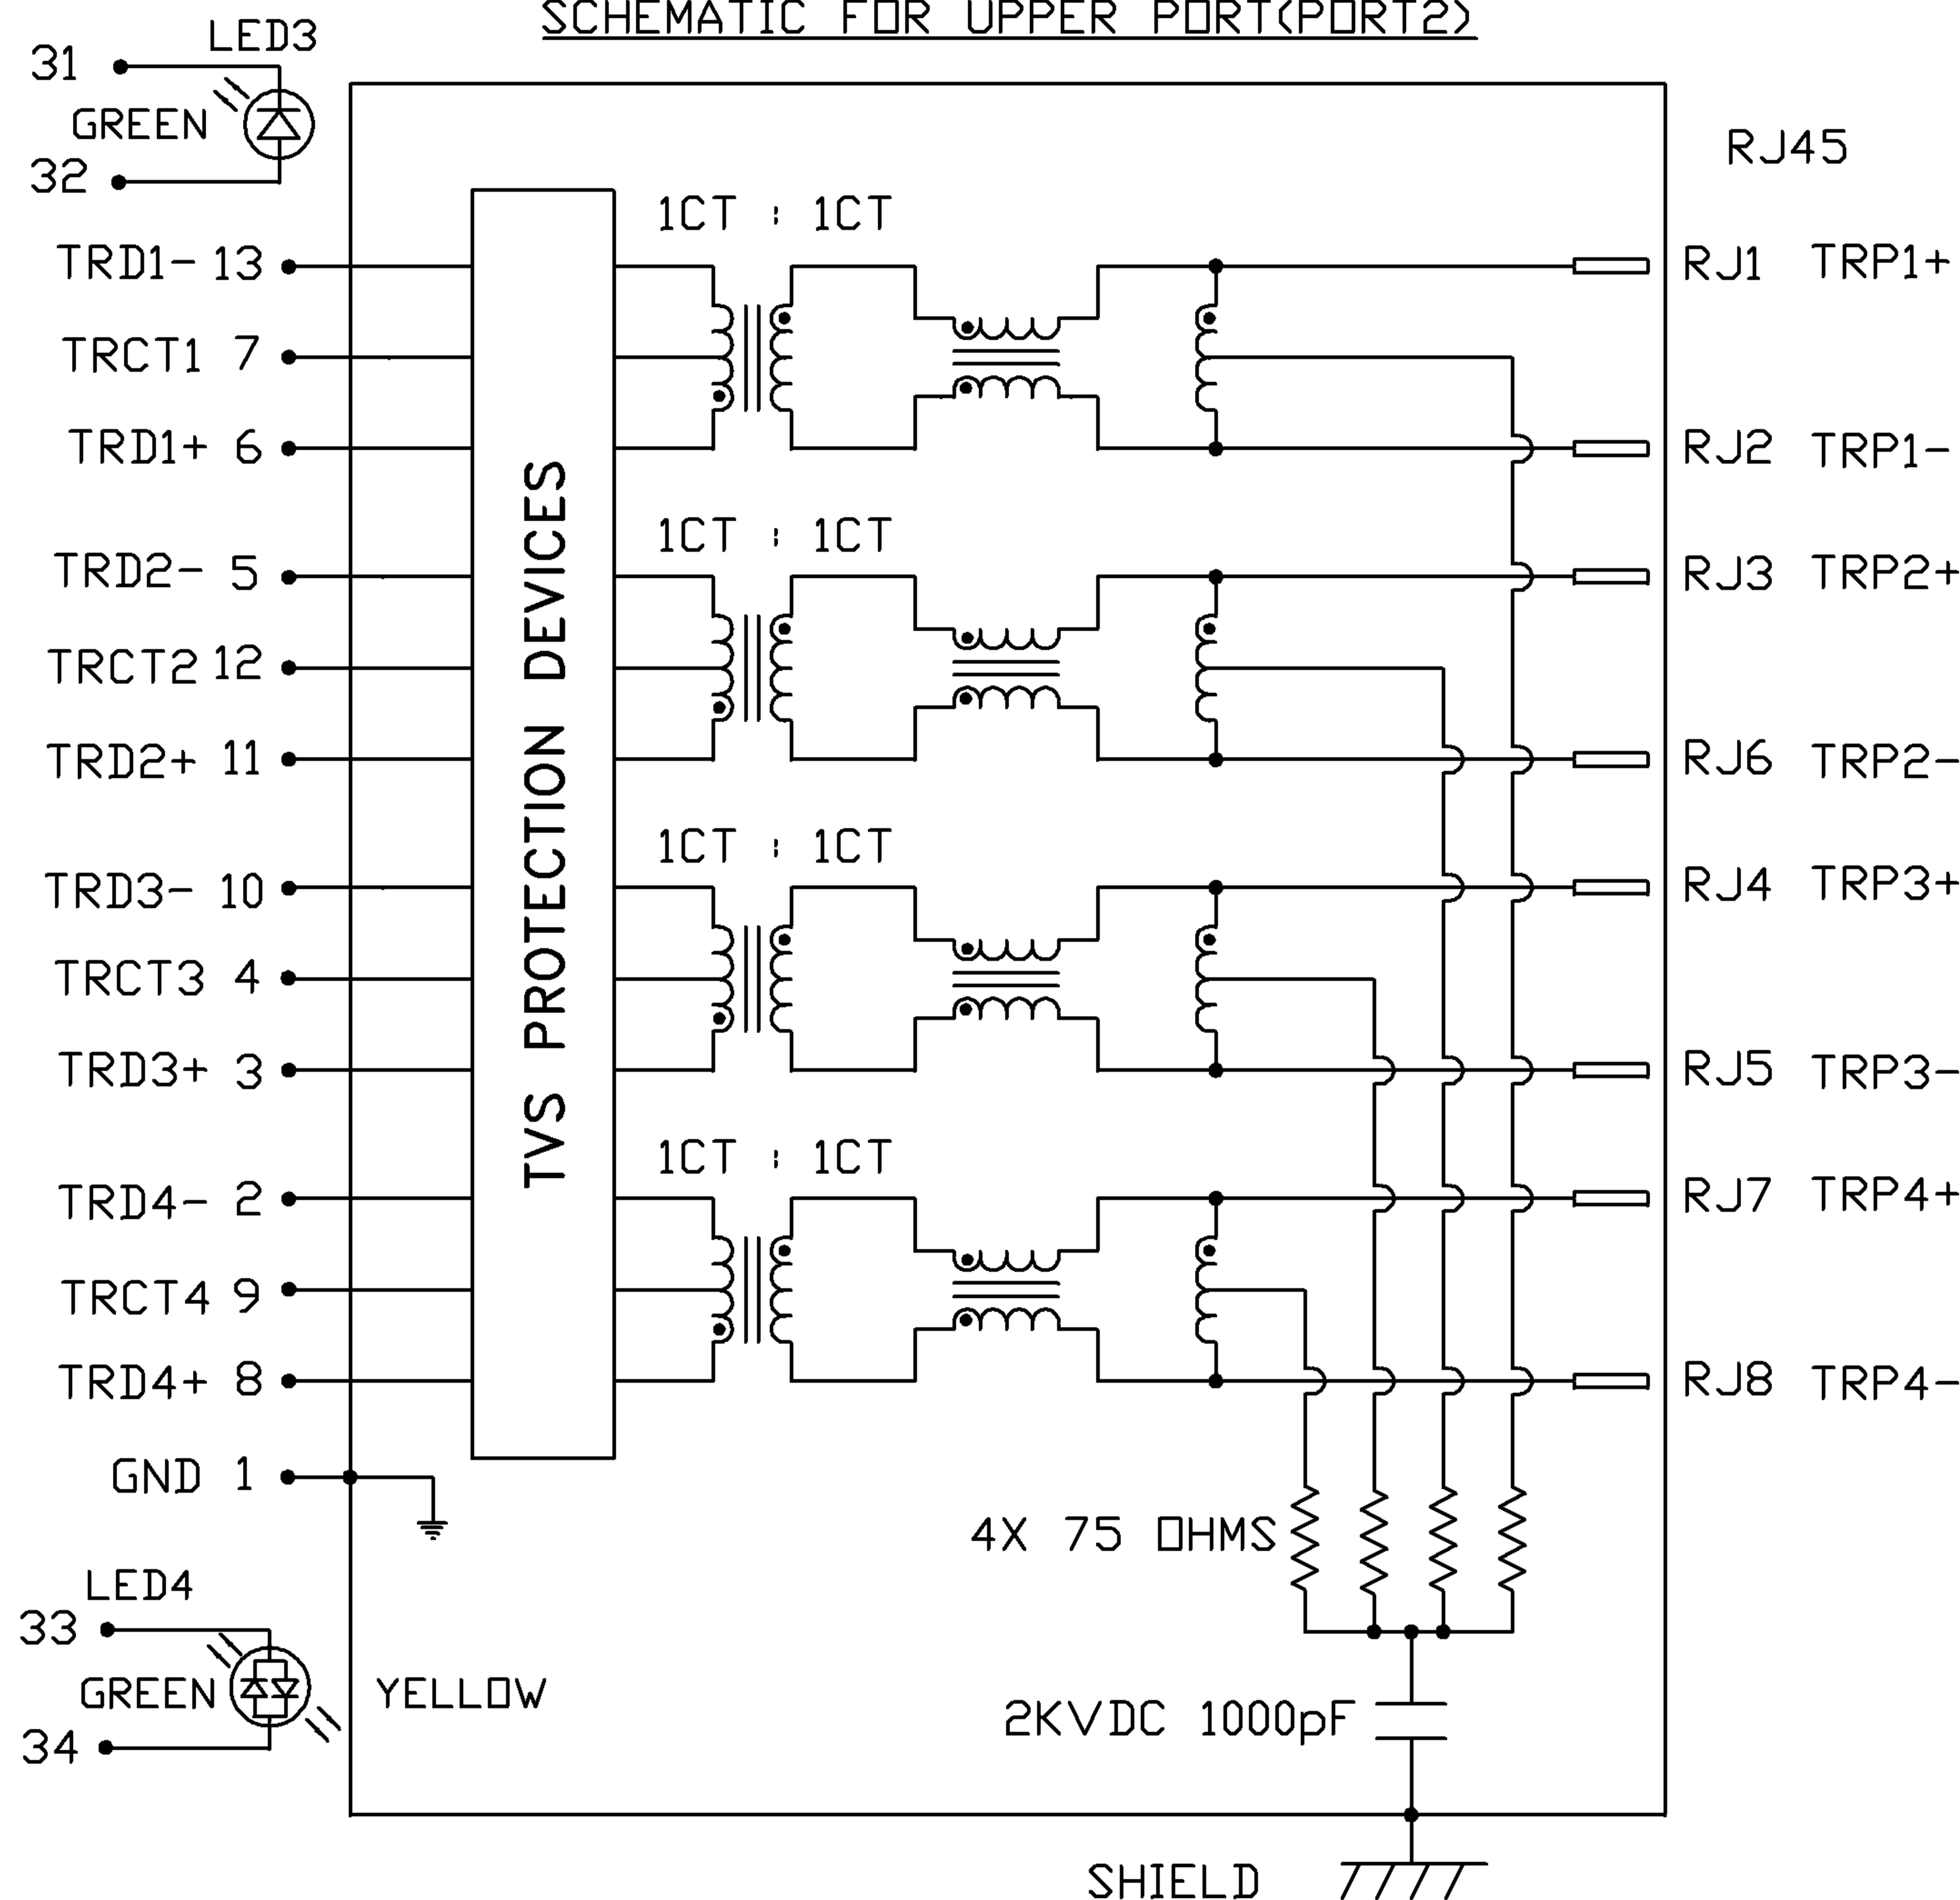 SCHEMATIC FOR UPPER PORT(PORT2)
LED3
31
GREEN
32
RJ45
1CT : 1CT
TRD1- 13
RJ1 TRP1+
TRCT1 7
TRD1+ 6
RJ2 TRP1-
1CT : 1CT
TRD2- 5
RJ3 TRP2+
TRCT2 12
TRD2+ 11
RJ6 TRP2-
TVS PROTECTION DEVICES
1CT : 1CT
TRD3- 10
RJ4 TRP3+
TRCT3 4
TRD3+ 3
RJ5 TRP3-
1CT : 1CT
TRD4- 2
RJ7 TRP4+
TRCT4 9
TRD4+ 8
RJ8 TRP4-
GND 1
4X 75 OHMS
LED4
33
GREEN
YELLOW
34
2KVDC 1000pF
SHIELD